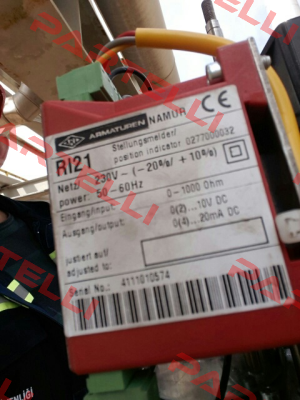 ARMATUREN NAMUR CE
RI21
Stellungsmelder/
position indicator 0277000032
Netz/ 230V ~ (-20%/ + 10%)
power: 50-60Hz
Eingang/input: 0-1000 Ohm
Ausgang/output: 0(2)...10V DC
0(4)...20mA DC
justiert auf/
adjusted to:
Serial No.: 4111010574
PARTELLI